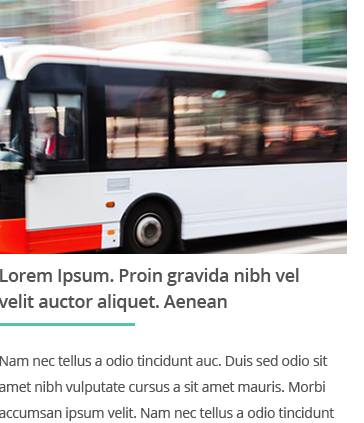 Lorem Ipsum. Proin gravida nibh vel
velit auctor aliquet. Aenean
Nam nec tellus a odio tincidunt auc. Duis sed odio sit
amet nibh vulputate cursus a sit amet mauris. Morbi
accumsan ipsum velit. Nam nec tellus a odio tincidunt